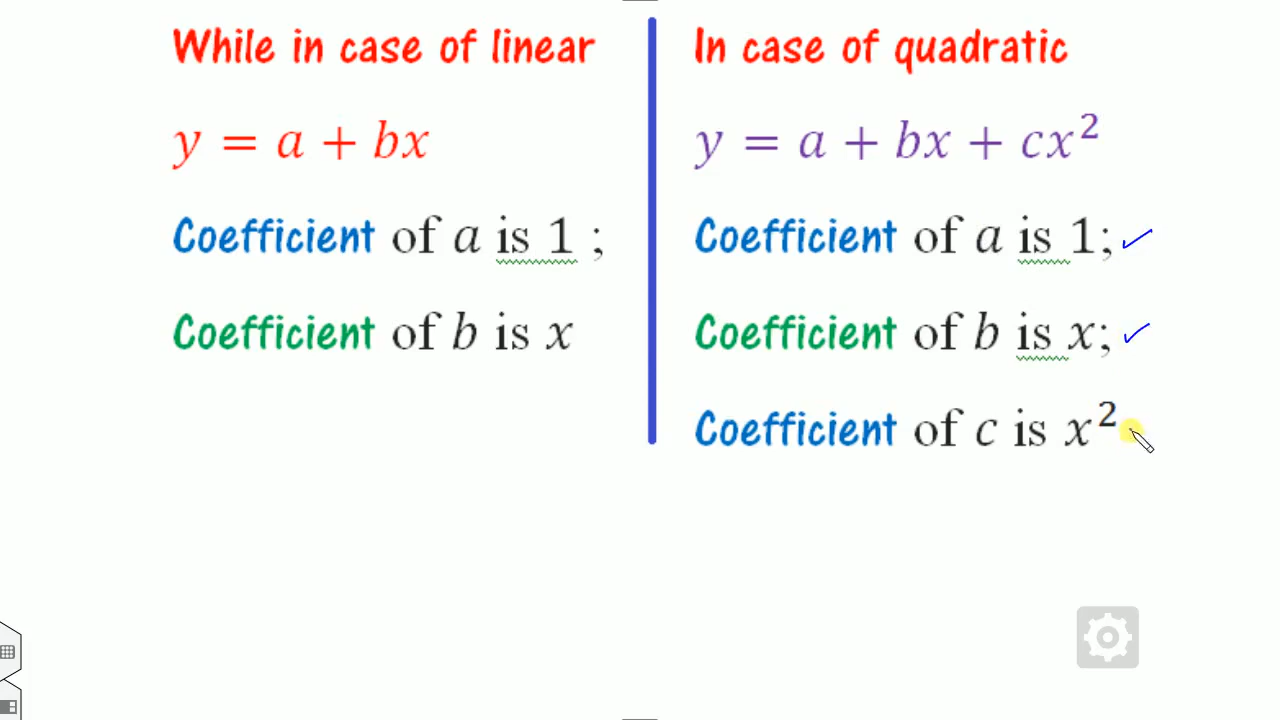 While in case of linear
y = a + bx
Coefficient of a is 1 ;
Coefficient of b is x
In case of quadratic
y = a + bx + cx²
Coefficient of a is 1;
Coefficient of b is x;
Coefficient of c is x²